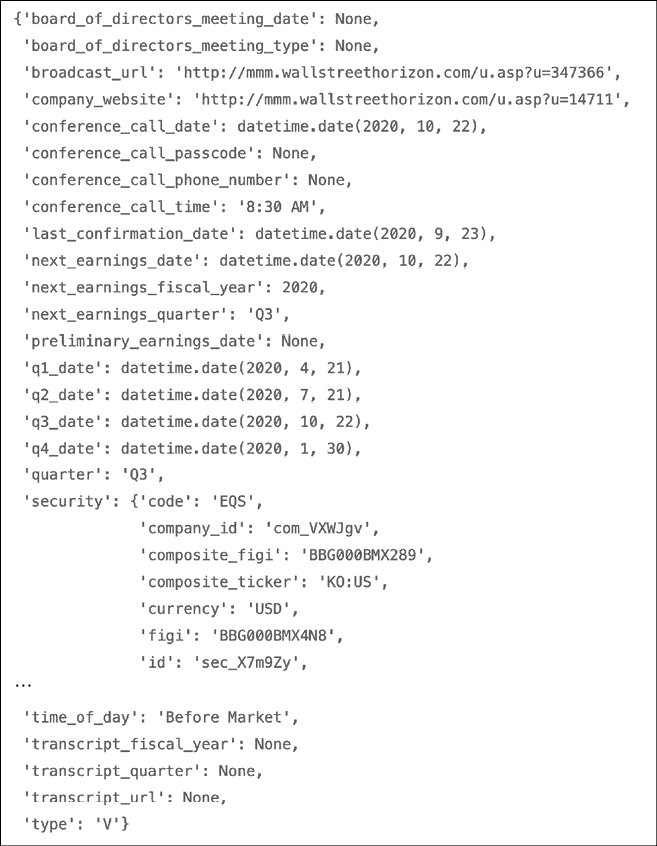 {'board_of_directors_meeting_date': None,
'board_of_directors_meeting_type': None,
'broadcast_url': 'http://mmm.wallstreethorizon.com/u.asp?u=347366',
'company_website': 'http://mmm.wallstreethorizon.com/u.asp?u=14711',
'conference_call_date': datetime.date(2020, 10, 22),
'conference_call_passcode': None,
'conference_call_phone_number': None,
'conference_call_time': '8:30 AM',
'last_confirmation_date': datetime.date(2020, 9, 23),
'next_earnings_date': datetime.date(2020, 10, 22),
'next_earnings_fiscal_year': 2020,
'next_earnings_quarter': 'Q3',
'preliminary_earnings_date': None,
'q1_date': datetime.date(2020, 4, 21),
'q2_date': datetime.date(2020, 7, 21),
'q3_date': datetime.date(2020, 10, 22),
'q4_date': datetime.date(2020, 1, 30),
'quarter': 'Q3',
'security': {'code': 'EQS',
'company_id': 'com_VXWJgv',
'composite_figi': 'BBG000BMX289',
'composite_ticker': 'KO:US',
'currency': 'USD',
'figi': 'BBG000BMX4N8',
'id': 'sec_X7m9Zy',
...
'time_of_day': 'Before Market',
'transcript_fiscal_year': None,
'transcript_quarter': None,
'transcript_url': None,
'type': 'V'}